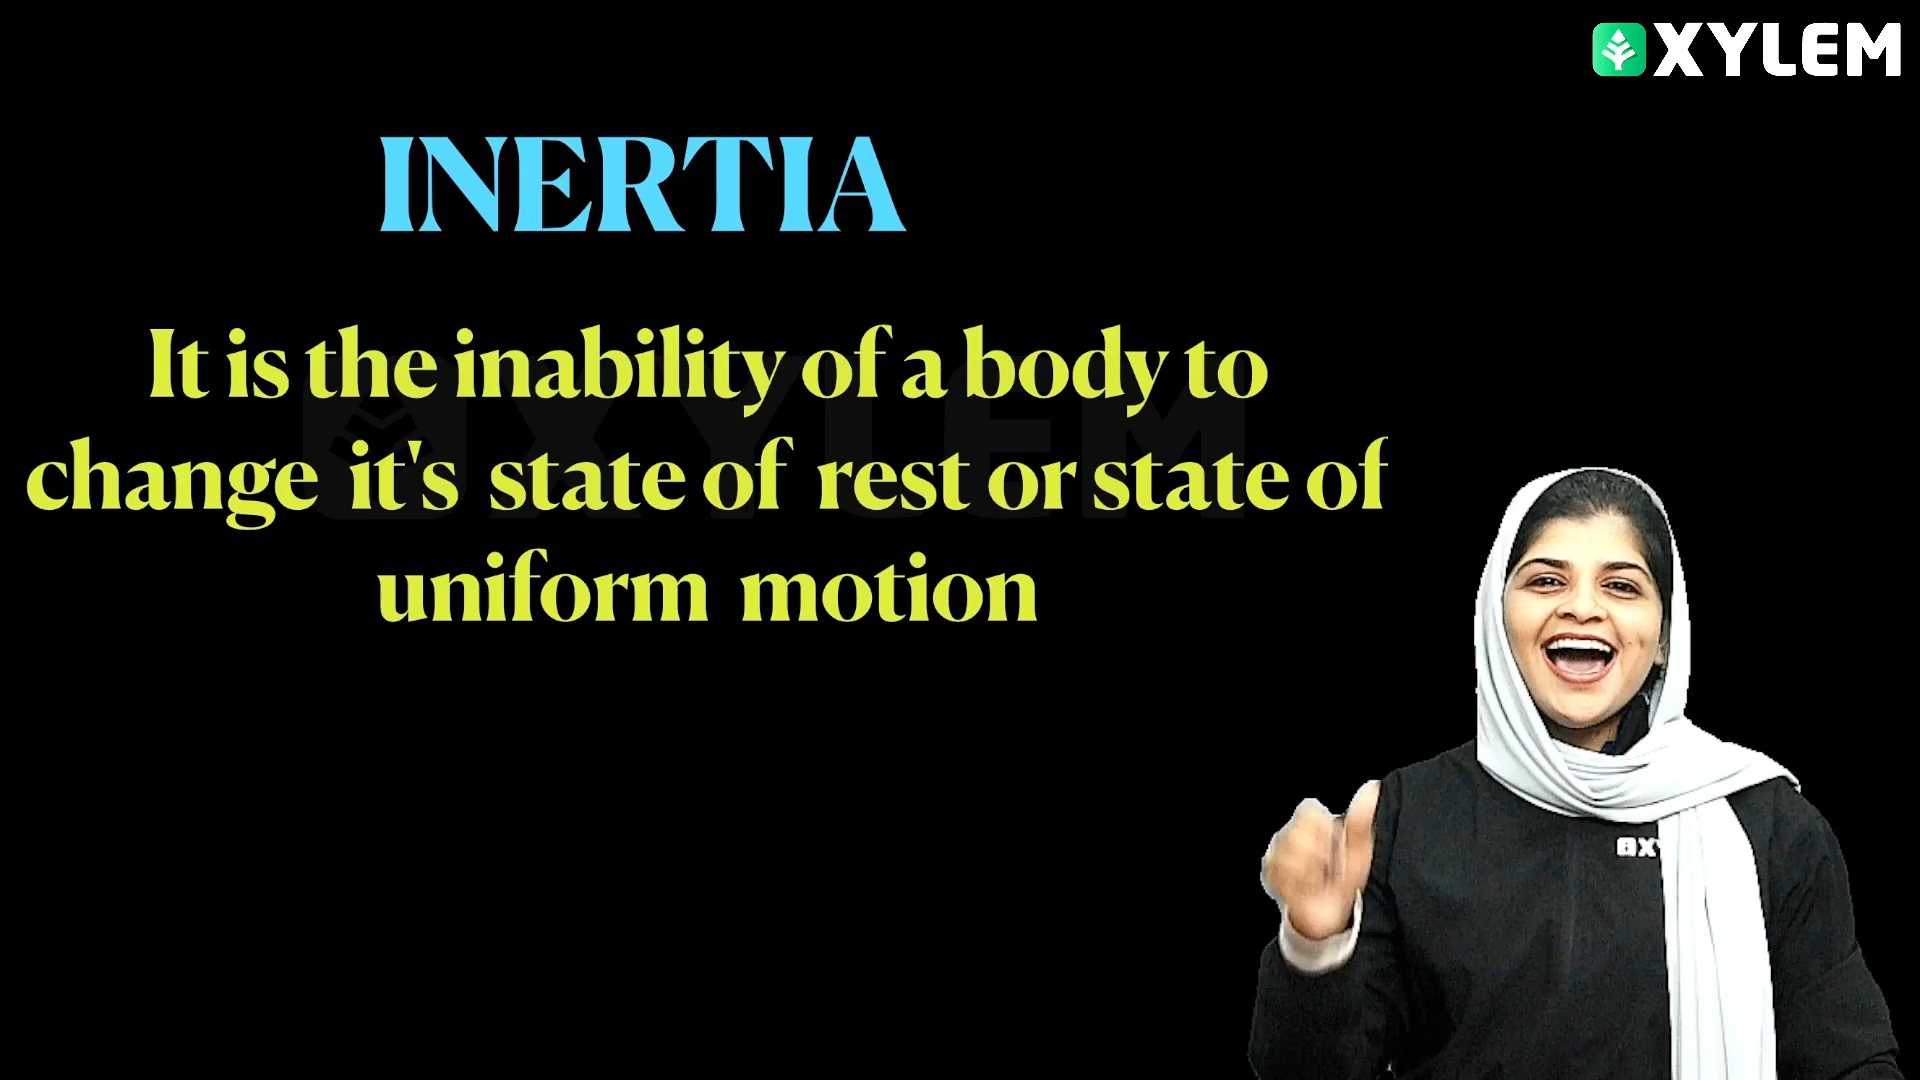 XYLEM
INERTIA
It is the inability of a body to
change it's state of rest or state of
uniform motion